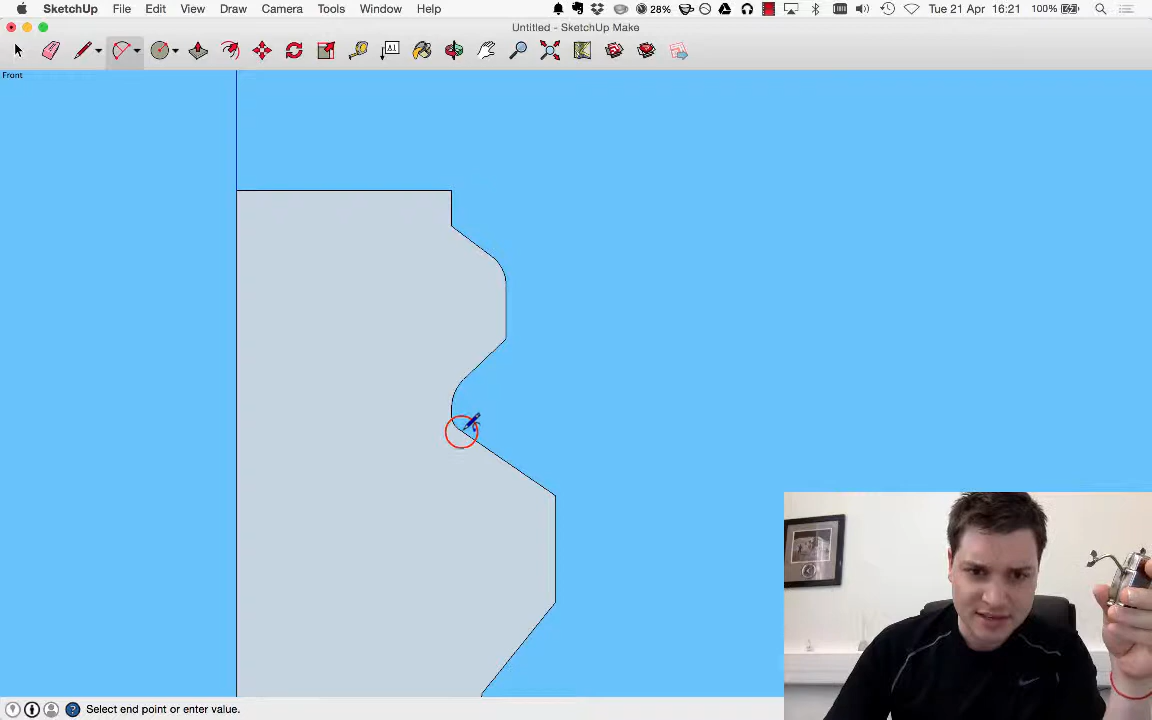 SketchUp File Edit View Draw Camera Tools Window Help 28% Tue 21 Apr 16:21 100%
Untitled - SketchUp Make
A1
Front
Select end point or enter value.